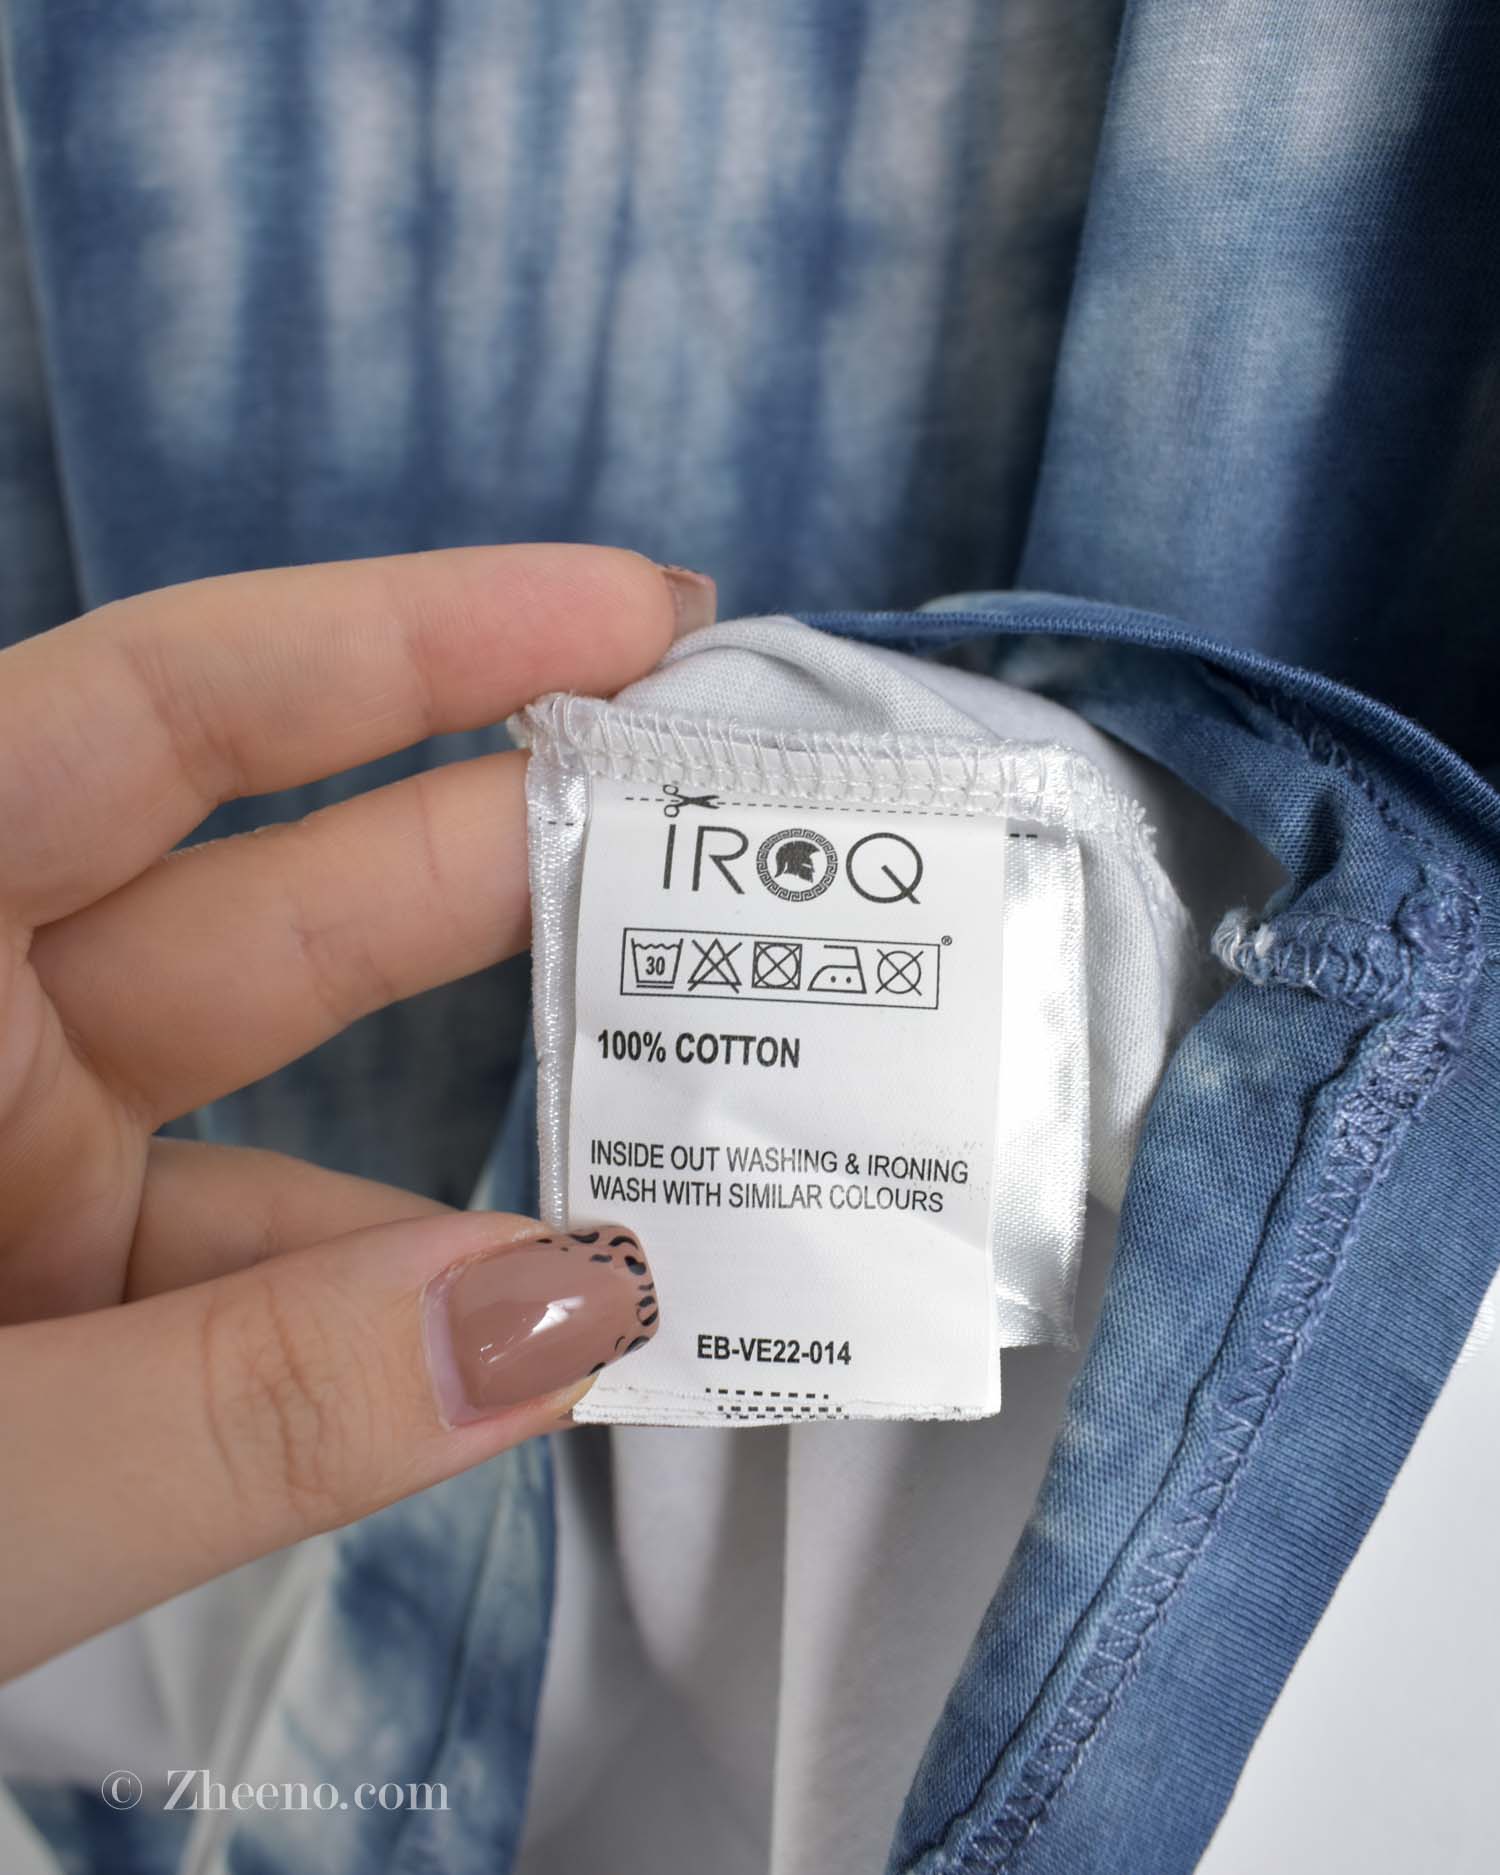 IROQ
30
®
100% COTTON
INSIDE OUT WASHING & IRONING
WASH WITH SIMILAR COLOURS
EB-VE22-014
© Zheeno.com